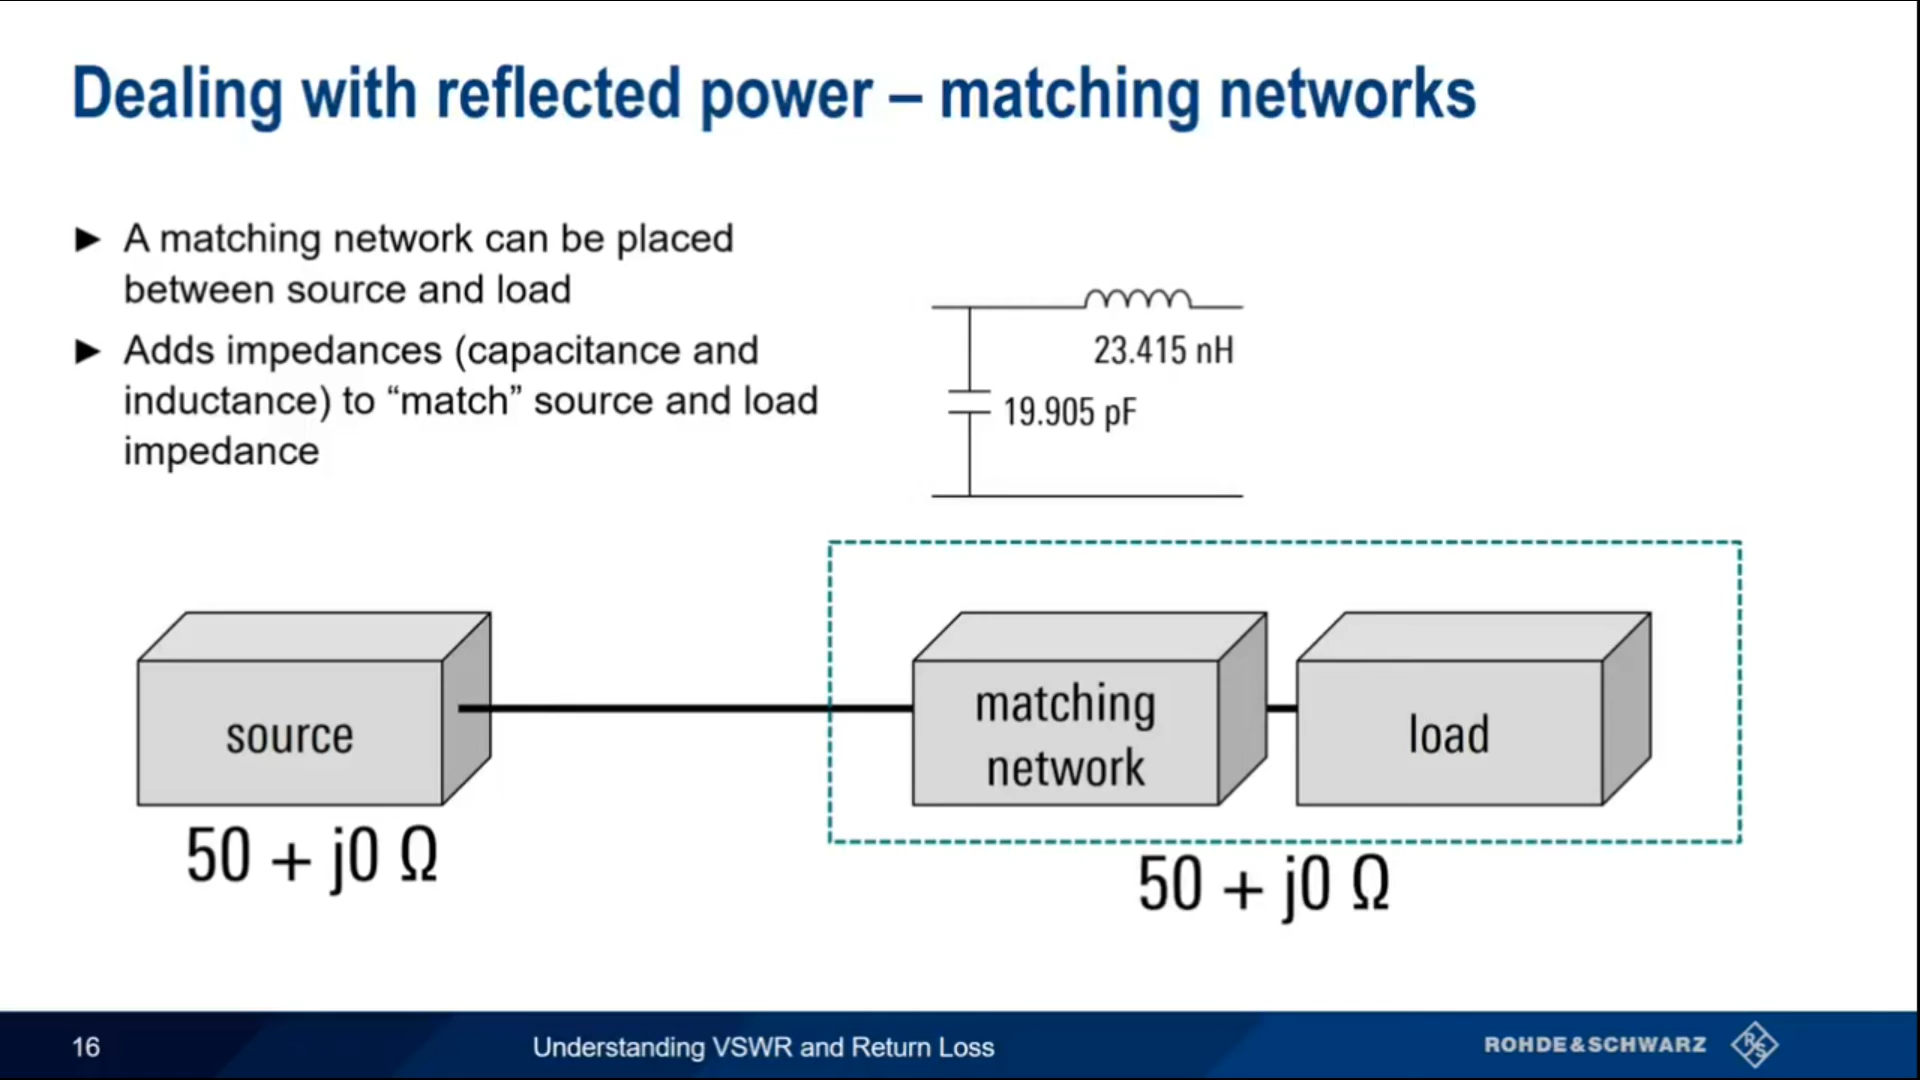 Dealing with reflected power – matching networks
► A matching network can be placed
between source and load
► Adds impedances (capacitance and
inductance) to “match” source and load
impedance
23.415 nH
19.905 pF
source
matching
network
load
50 + j0 Ω
50 + j0 Ω
16
Understanding VSWR and Return Loss
ROHDE&SCHWARZ
R&S